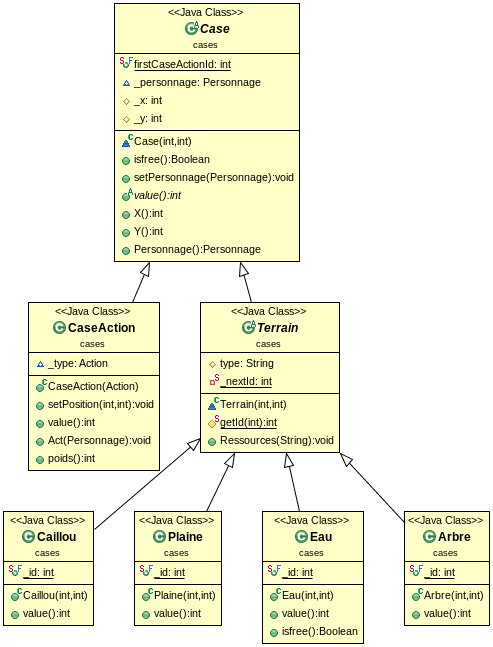 <<Java Class>>
Case
cases
firstCaseActionId: int
_personnage: Personnage
_x: int
_y: int
Case(int,int)
isfree():Boolean
setPersonnage(Personnage):void
value():int
X():int
Y():int
Personnage():Personnage
<<Java Class>>
CaseAction
cases
_type: Action
CaseAction(Action)
setPosition(int,int):void
value():int
Act(Personnage):void
poids():int
<<Java Class>>
Terrain
cases
type: String
_nextId: int
Terrain(int,int)
getId(int):int
Ressources(String):void
<<Java Class>>
Caillou
cases
_id: int
Caillou(int,int)
value():int
<<Java Class>>
Plaine
cases
_id: int
Plaine(int,int)
value():int
<<Java Class>>
Eau
cases
_id: int
Eau(int,int)
value():int
isfree():Boolean
<<Java Class>>
Arbre
cases
_id: int
Arbre(int,int)
value():int